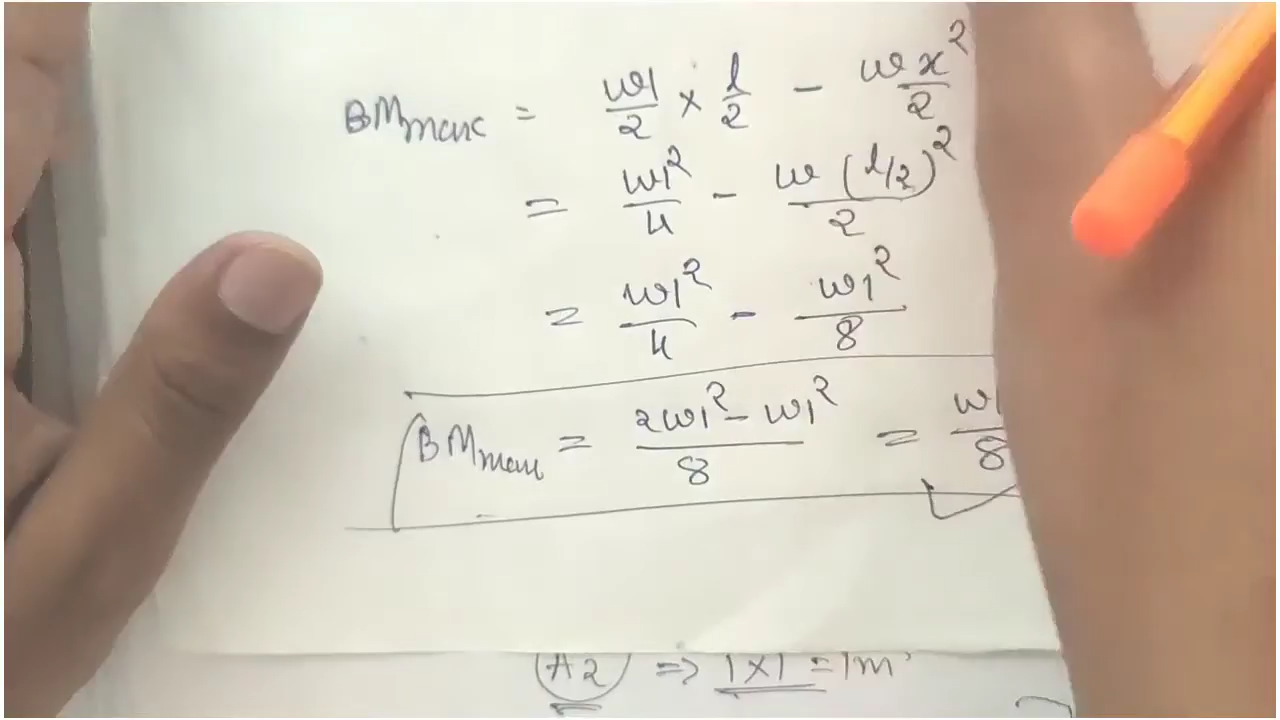 BMmax = wl/2 × l/2 - wx²/2
= wl²/4 - w(l/2)²/2
= wl²/4 - wl²/8
BMmax = 2wl² - wl²/8 = wl/8
A2 => 1×1 = 1m²